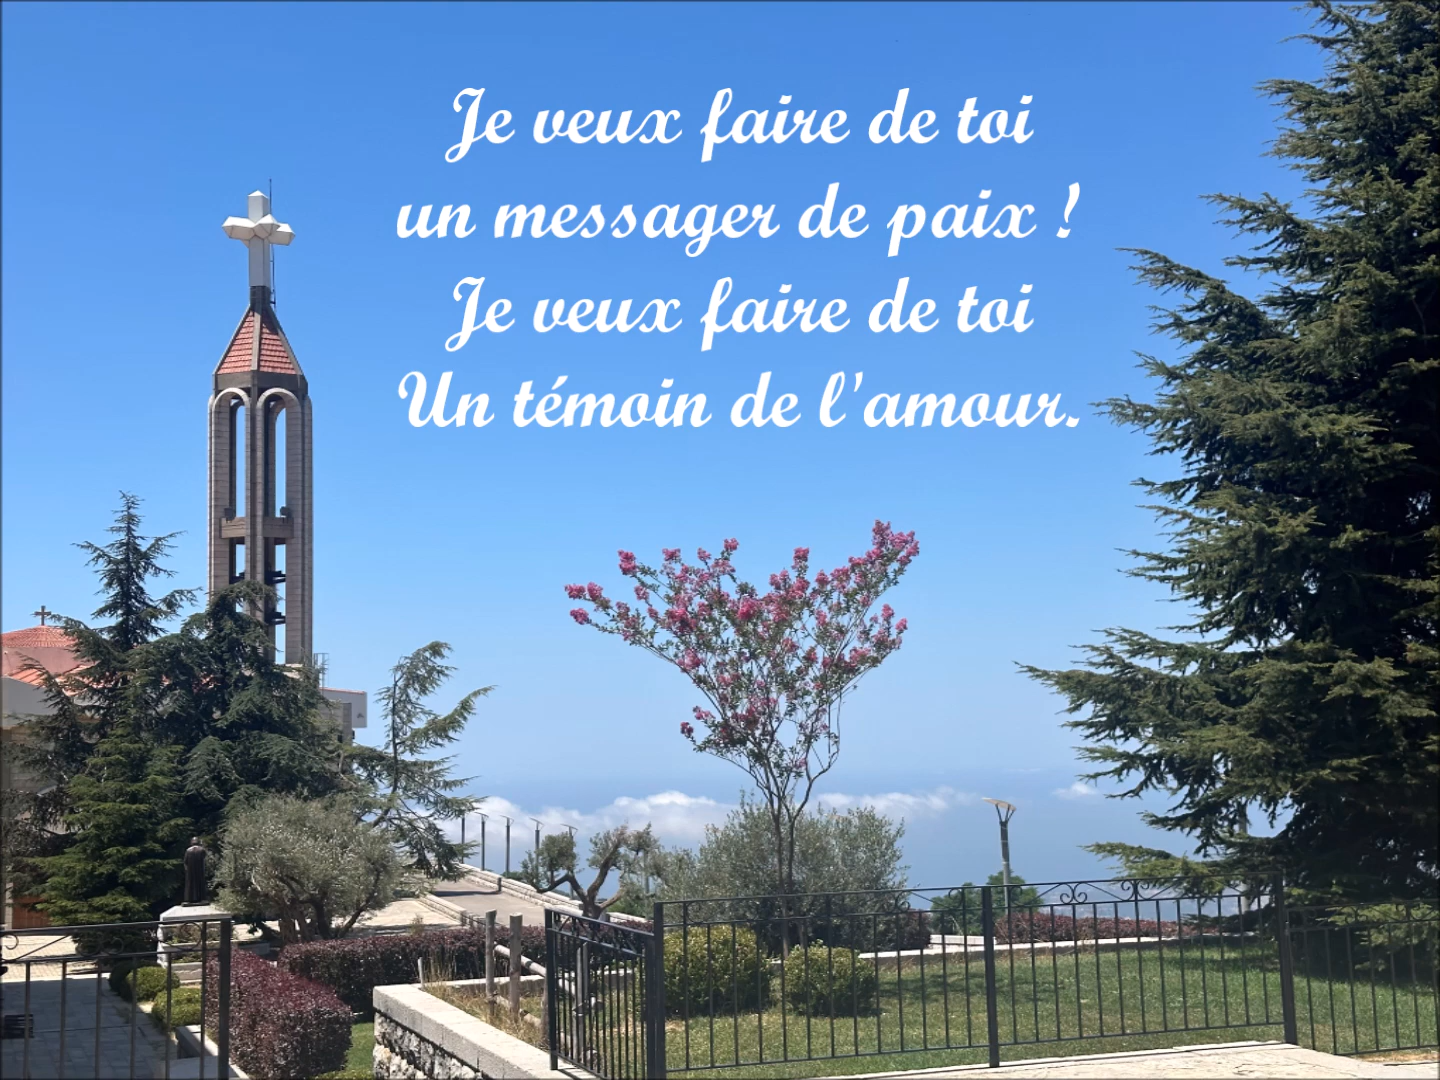 Je veux faire de toi
un messager de paix !
Je veux faire de toi
Un témoin de l'amour.